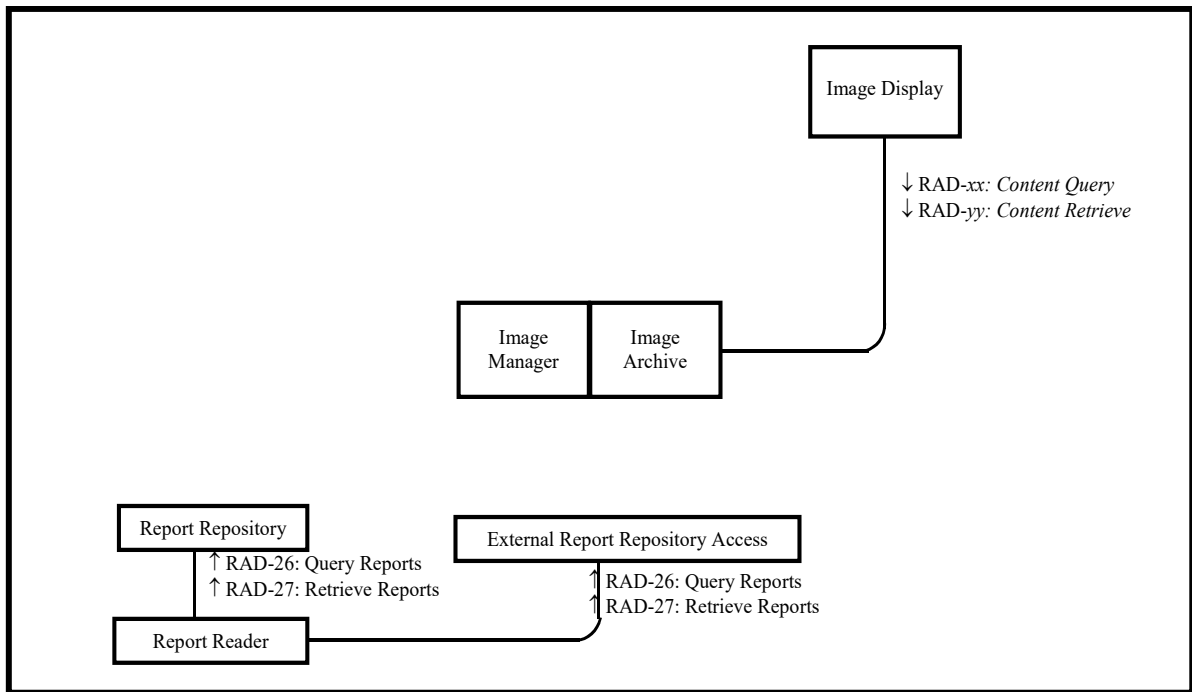 Image Display
↓ RAD-xx: Content Query
↓ RAD-yy: Content Retrieve
Image
Manager
Image
Archive
Report Repository
External Report Repository Access
↑ RAD-26: Query Reports
↑ RAD-27: Retrieve Reports
↑ RAD-26: Query Reports
↑ RAD-27: Retrieve Reports
Report Reader